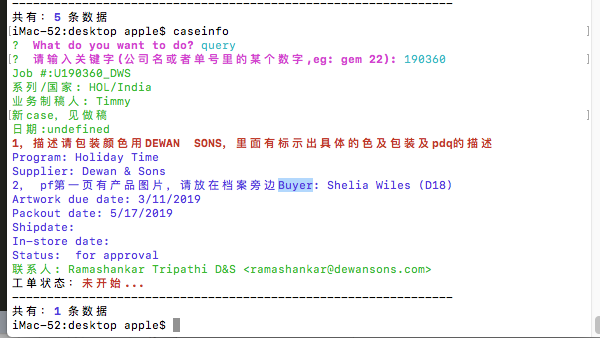 --------------------------------------------------------------
共有：5 条数据
iMac-52:desktop apple$ caseinfo
? What do you want to do? query
[? 请输入关键字(公司名或者单号里的某个数字,eg: gem 22): 190360 ]
Job #:U190360_DWS
系列/国家: HOL/India
业务制稿人: Timmy
[新case, 见做稿 ]
日期:undefined
1, 描述请包装颜色用DEWAN  SONS, 里面有标示出具体的色及包装及pdq的描述
Program: Holiday Time
Supplier: Dewan & Sons
2,  pf第一页有产品图片, 请放在档案旁边Buyer: Shelia Wiles (D18)
Artwork due date: 3/11/2019
Packout date: 5/17/2019
Shipdate:
In-store date:
Status:  for approval
联系人: Ramashankar Tripathi D&S <ramashankar@dewansons.com>
工单状态: 未开始...
--------------------------------------------------------------
共有：1 条数据
iMac-52:desktop apple$